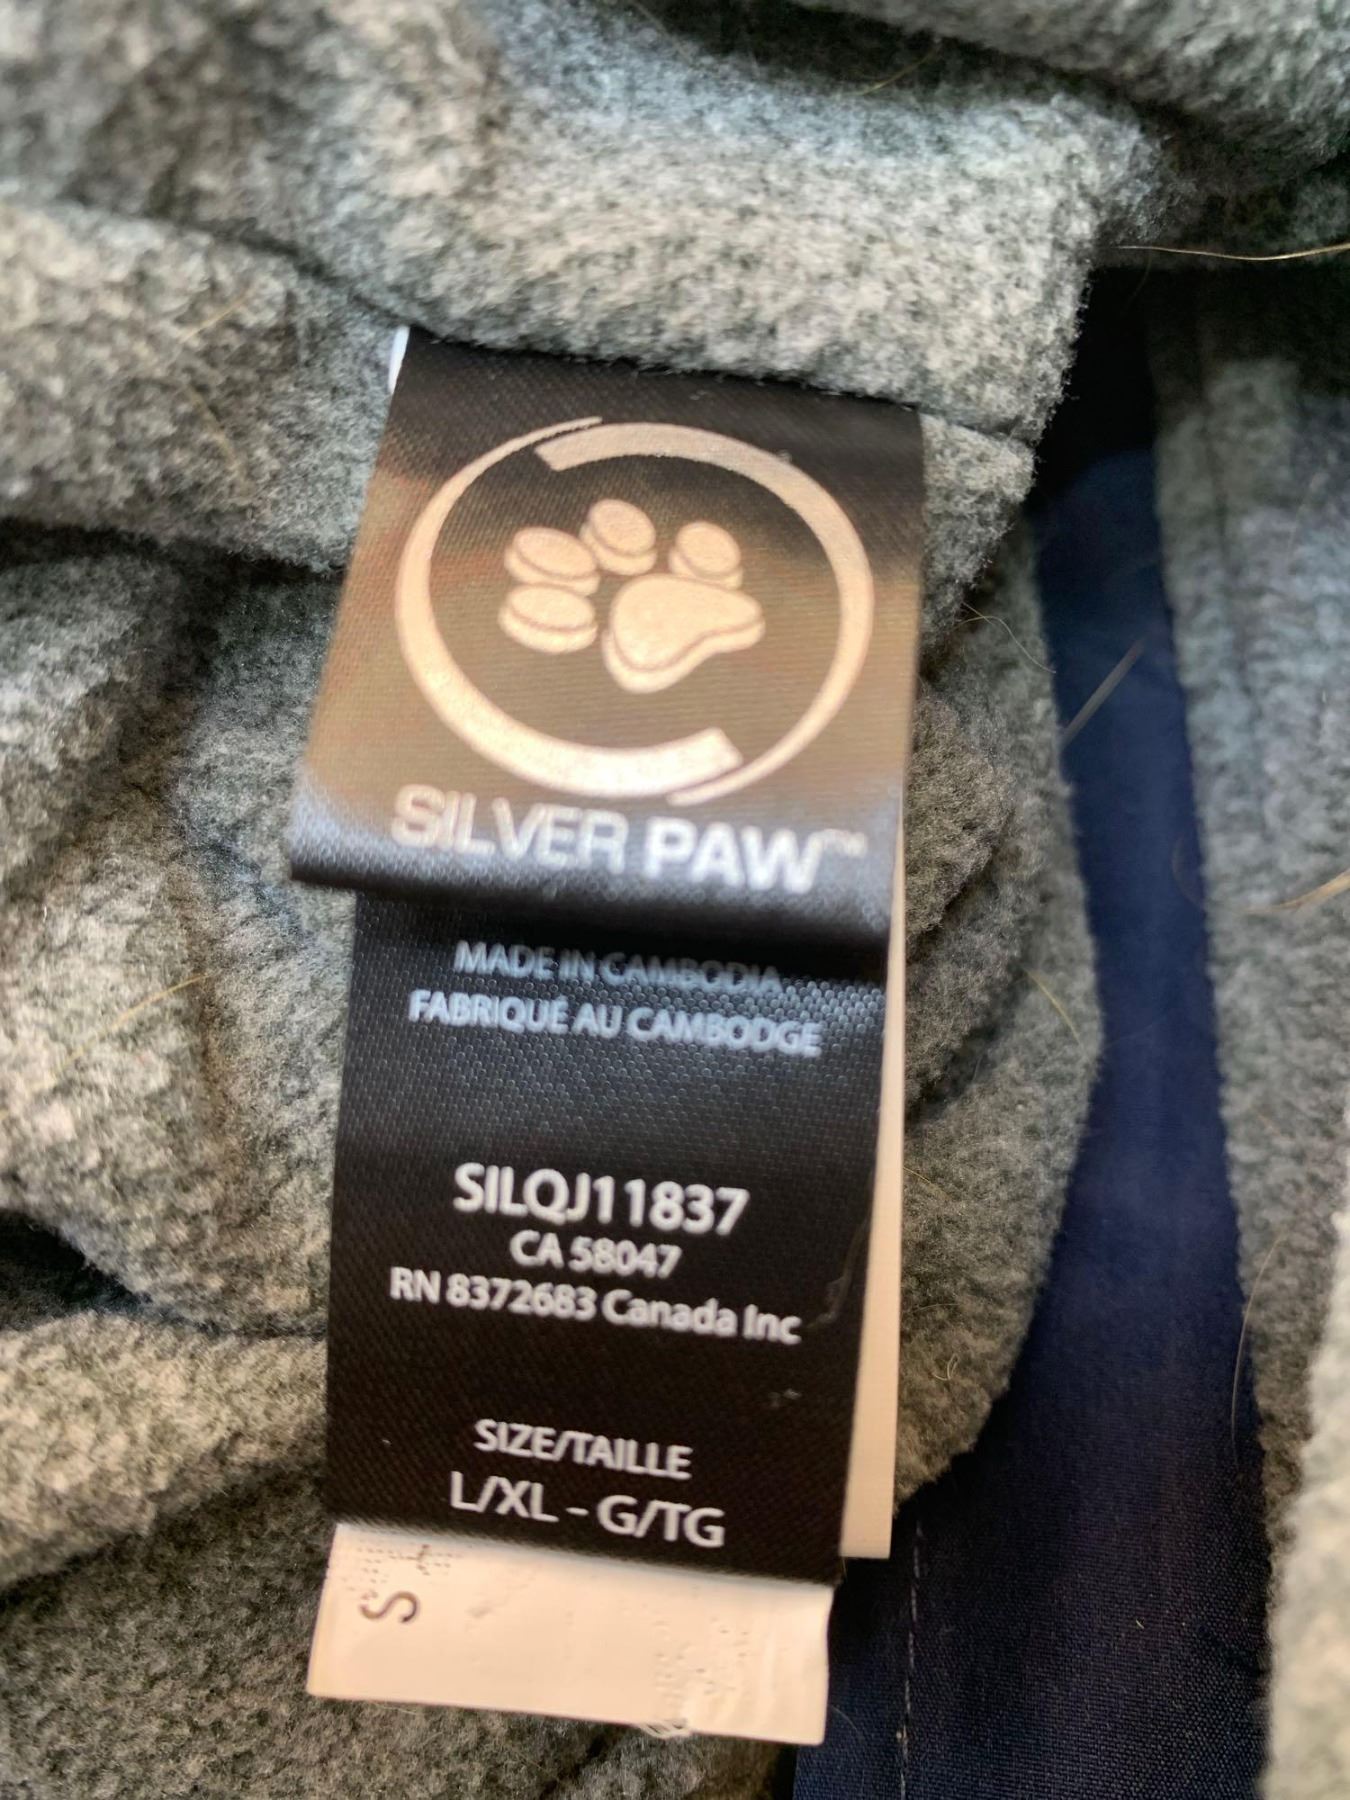 SILVER PAW™
MADE IN CAMBODIA
FABRIQUÉ AU CAMBODGE
SILQJ11837
CA 58047
RN 8372683 Canada Inc
SIZE/TAILLE
L/XL - G/TG
S